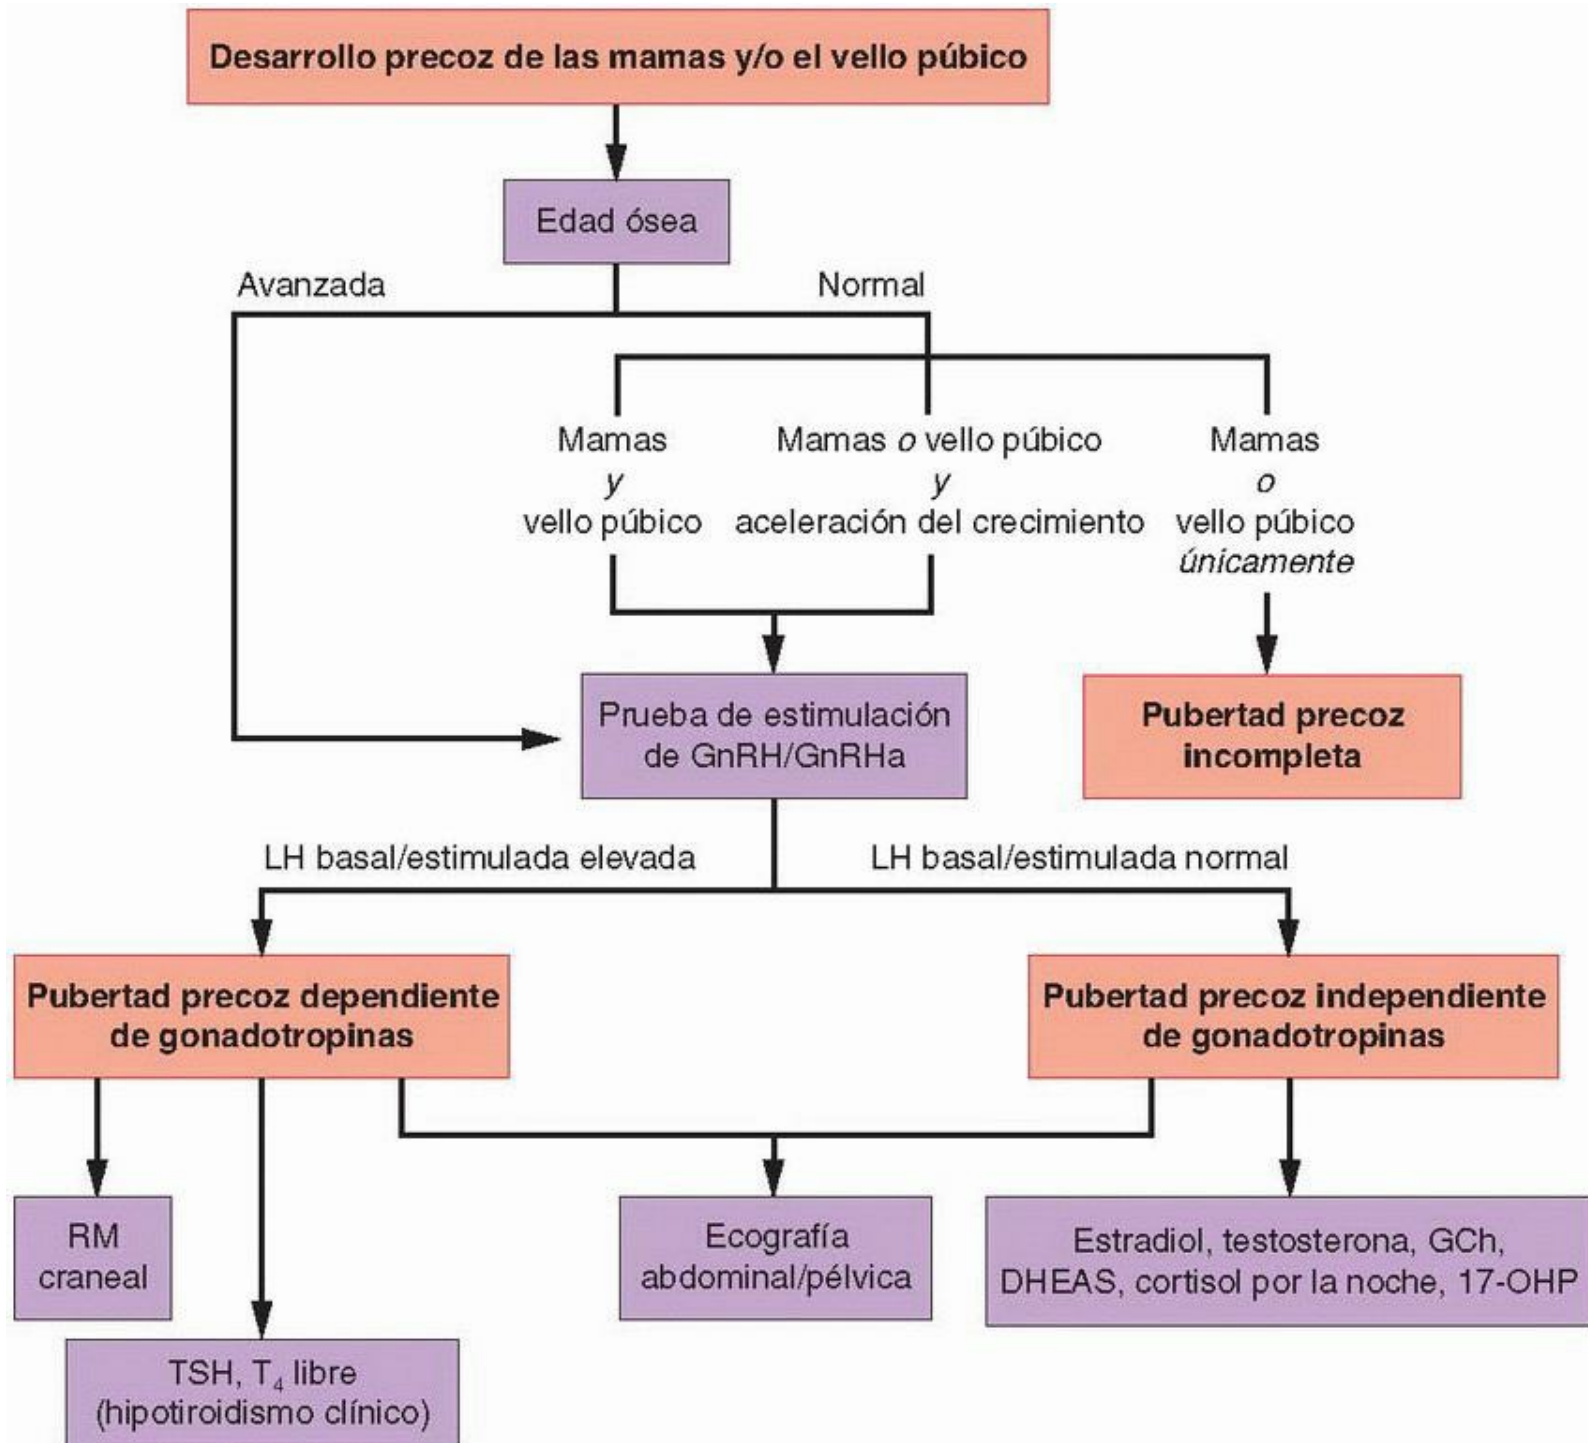 Desarrollo precoz de las mamas y/o el vello púbico
Edad ósea
Avanzada
Normal
Mamas
y
vello púbico
Mamas o vello púbico
y
aceleración del crecimiento
Mamas
o
vello púbico
únicamente
Prueba de estimulación
de GnRH/GnRHa
Pubertad precoz
incompleta
LH basal/estimulada elevada
LH basal/estimulada normal
Pubertad precoz dependiente
de gonadotropinas
Pubertad precoz independiente
de gonadotropinas
RM
craneal
TSH, T₄ libre
(hipotiroidismo clínico)
Ecografía
abdominal/pélvica
Estradiol, testosterona, GCh,
DHEAS, cortisol por la noche, 17-OHP